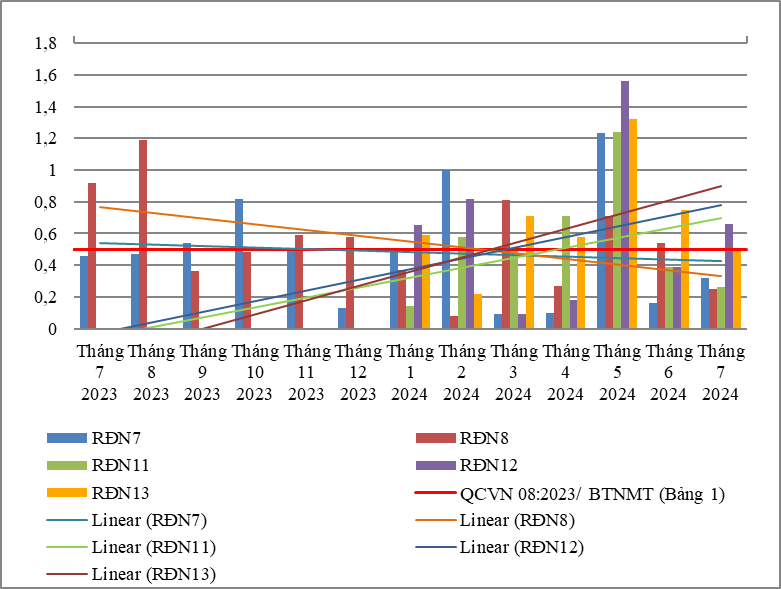 1,8
1,6
1,4
1,2
1
0,8
0,6
0,4
0,2
0
Tháng Tháng Tháng Tháng Tháng Tháng Tháng Tháng Tháng Tháng Tháng Tháng Tháng
7 8 9 10 11 12 1 2 3 4 5 6 7
2023 2023 2023 2023 2023 2023 2024 2024 2024 2024 2024 2024 2024
RĐN7 RĐN8
RĐN11 RĐN12
RĐN13 QCVN 08:2023/ BTNMT (Bảng 1)
Linear (RĐN7) Linear (RĐN8)
Linear (RĐN11) Linear (RĐN12)
Linear (RĐN13)